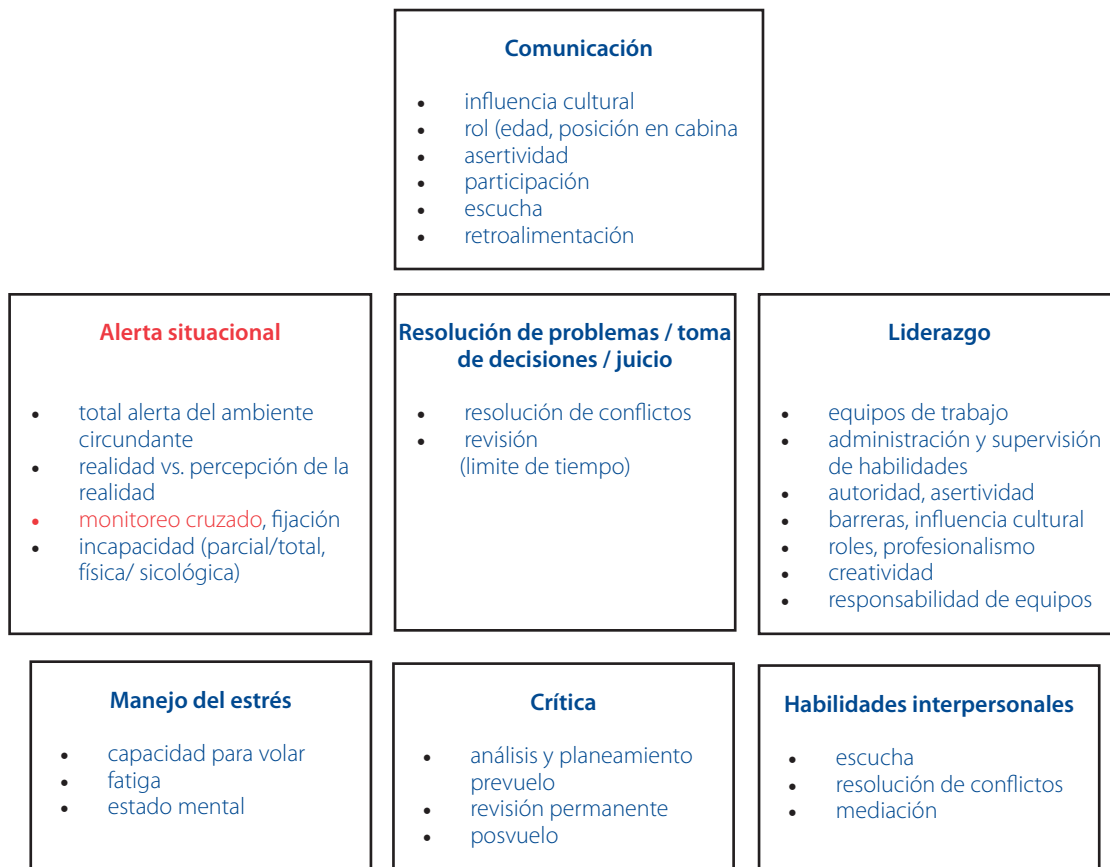 Comunicación
• influencia cultural
• rol (edad, posición en cabina
• asertividad
• participación
• escucha
• retroalimentación
Alerta situacional
• total alerta del ambiente
circundante
• realidad vs. percepción de la
realidad
• monitoreo cruzado, fijación
• incapacidad (parcial/total,
física/ sicológica)
Resolución de problemas / toma
de decisiones / juicio
• resolución de conflictos
• revisión
(limite de tiempo)
Liderazgo
• equipos de trabajo
• administración y supervisión
de habilidades
• autoridad, asertividad
• barreras, influencia cultural
• roles, profesionalismo
• creatividad
• responsabilidad de equipos
Manejo del estrés
• capacidad para volar
• fatiga
• estado mental
Crítica
• análisis y planeamiento
prevuelo
• revisión permanente
• posvuelo
Habilidades interpersonales
• escucha
• resolución de conflictos
• mediación